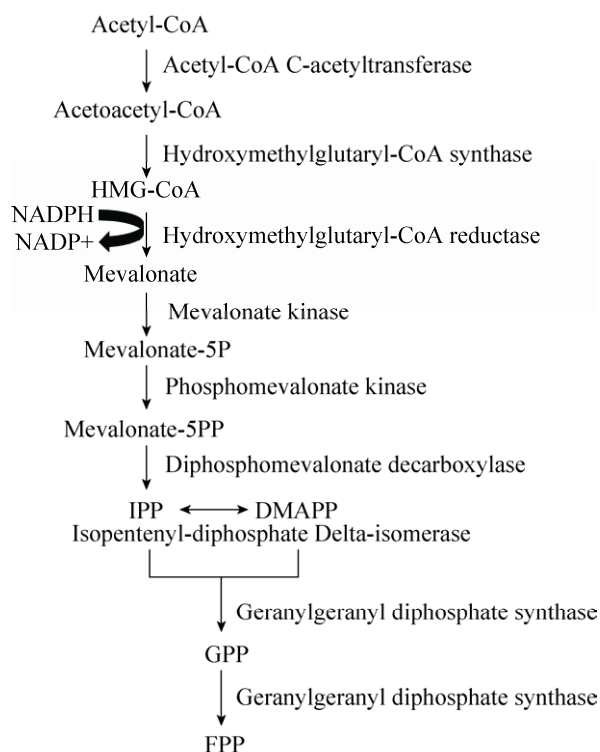 Acetyl-CoA
Acetyl-CoA C-acetyltransferase
Acetoacetyl-CoA
Hydroxymethylglutaryl-CoA synthase
HMG-CoA
NADPH
NADP+
Hydroxymethylglutaryl-CoA reductase
Mevalonate
Mevalonate kinase
Mevalonate-5P
Phosphomevalonate kinase
Mevalonate-5PP
Diphosphomevalonate decarboxylase
IPP DMAPP
Isopentenyl-diphosphate Delta-isomerase
Geranylgeranyl diphosphate synthase
GPP
Geranylgeranyl diphosphate synthase
FPP